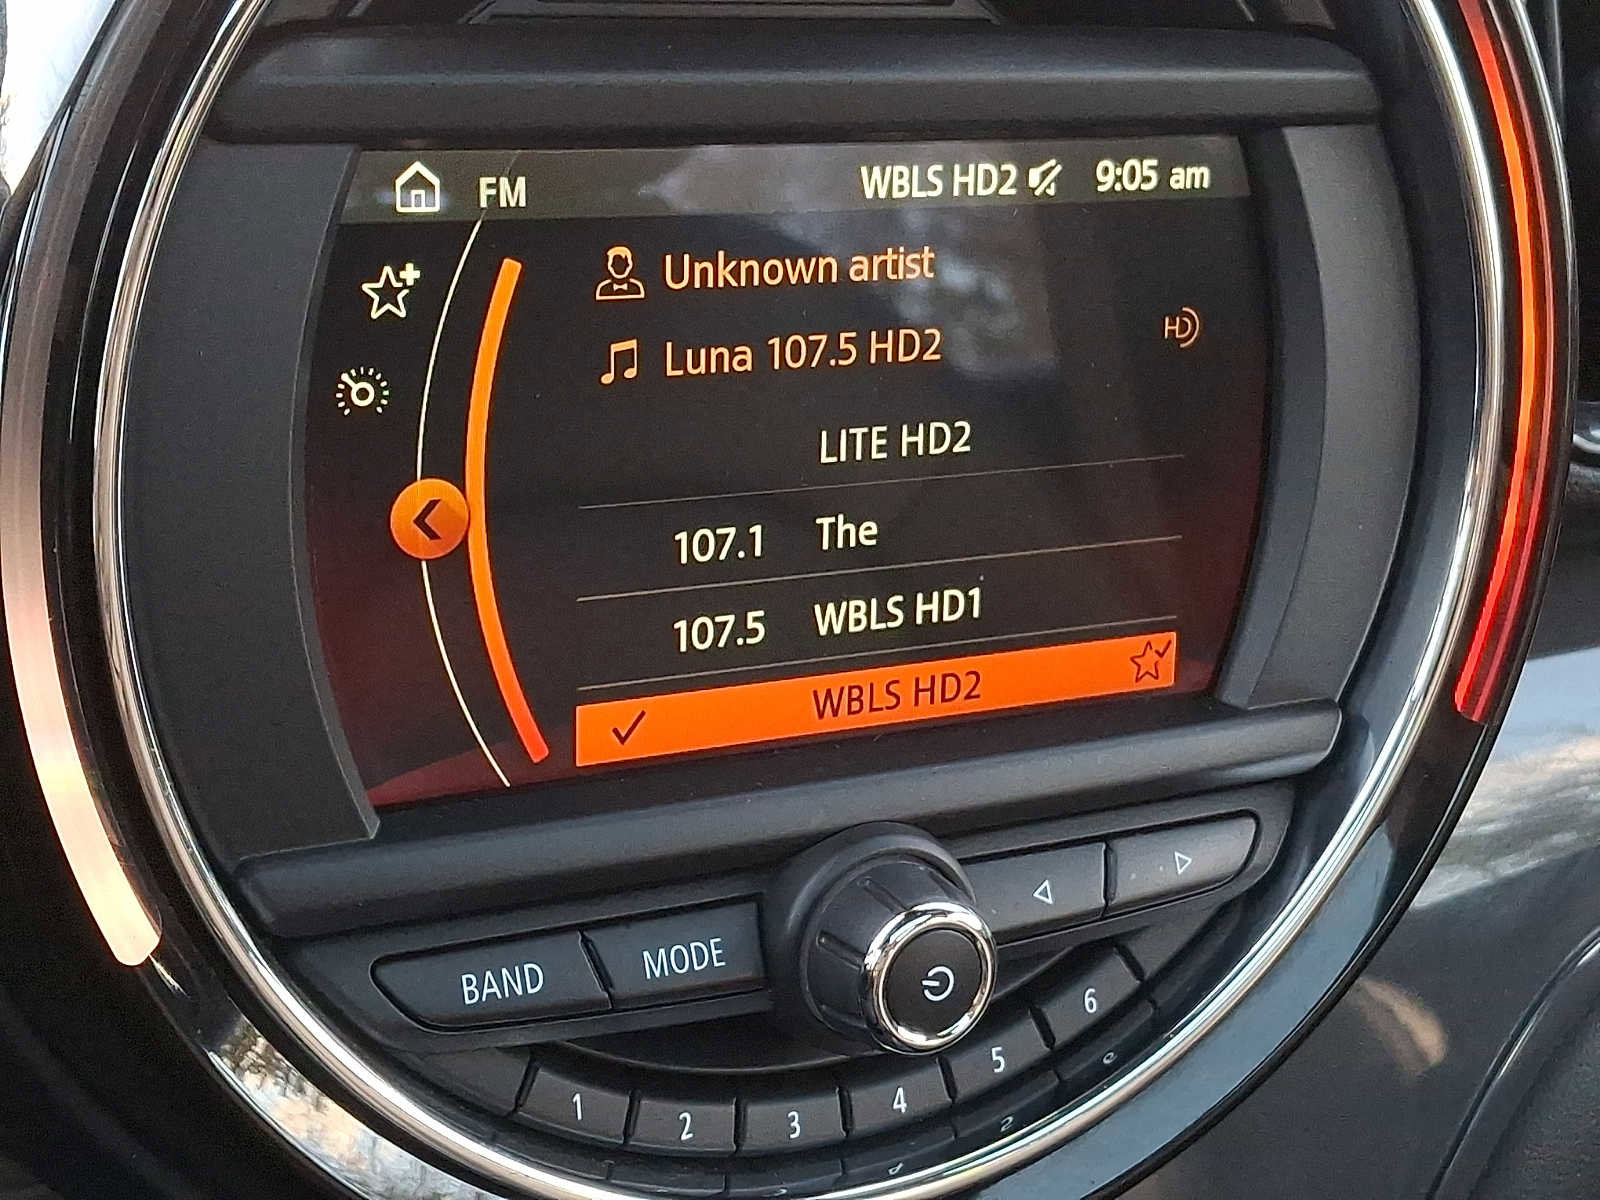 FM WBLS HD2 9:05 am
Unknown artist
Luna 107.5 HD2
HD
LITE HD2
107.1 The
107.5 WBLS HD1
WBLS HD2
BAND MODE
1 2 3 4 5 6